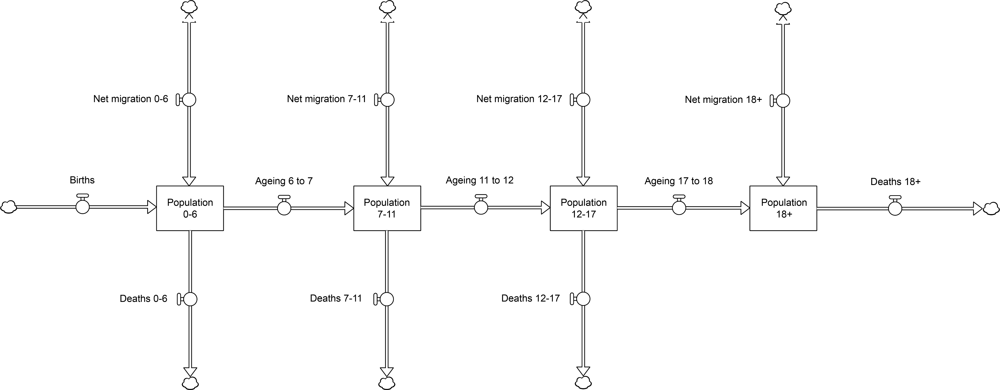 Net migration 0-6
Net migration 7-11
Net migration 12-17
Net migration 18+
Births
Ageing 6 to 7
Ageing 11 to 12
Ageing 17 to 18
Deaths 18+
Population
0-6
Population
7-11
Population
12-17
Population
18+
Deaths 0-6
Deaths 7-11
Deaths 12-17